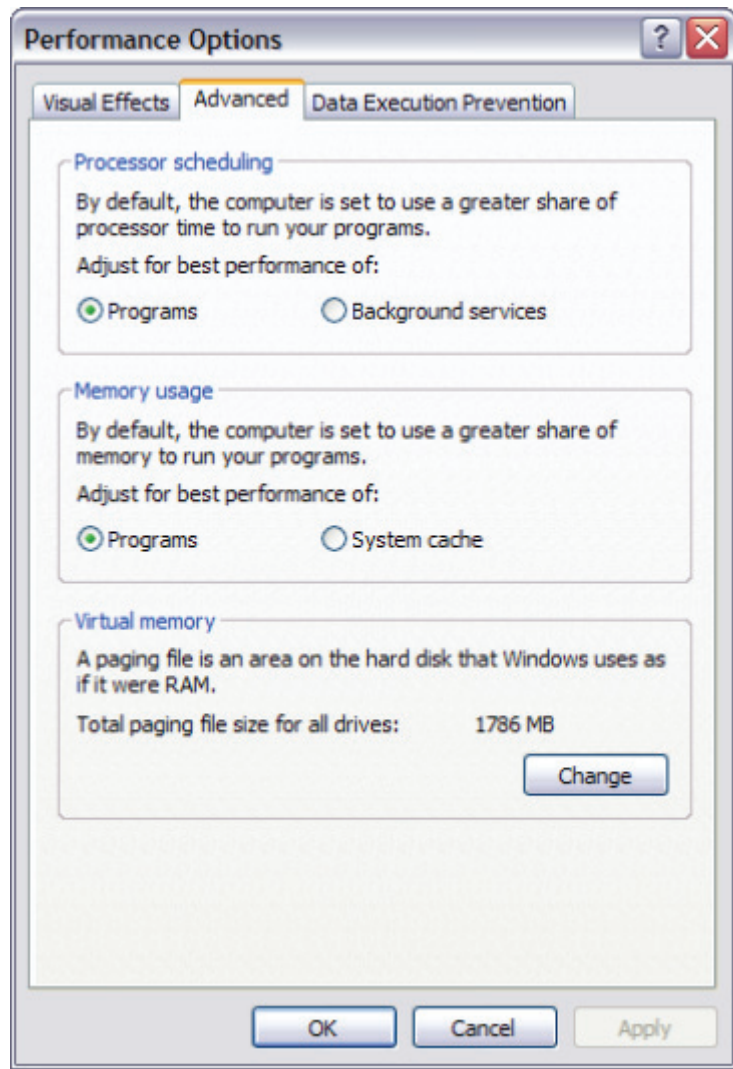 Performance Options
Visual Effects Advanced Data Execution Prevention
Processor scheduling
By default, the computer is set to use a greater share of
processor time to run your programs.
Adjust for best performance of:
Programs Background services
Memory usage
By default, the computer is set to use a greater share of
memory to run your programs.
Adjust for best performance of:
Programs System cache
Virtual memory
A paging file is an area on the hard disk that Windows uses as
if it were RAM.
Total paging file size for all drives: 1786 MB
Change
OK Cancel Apply